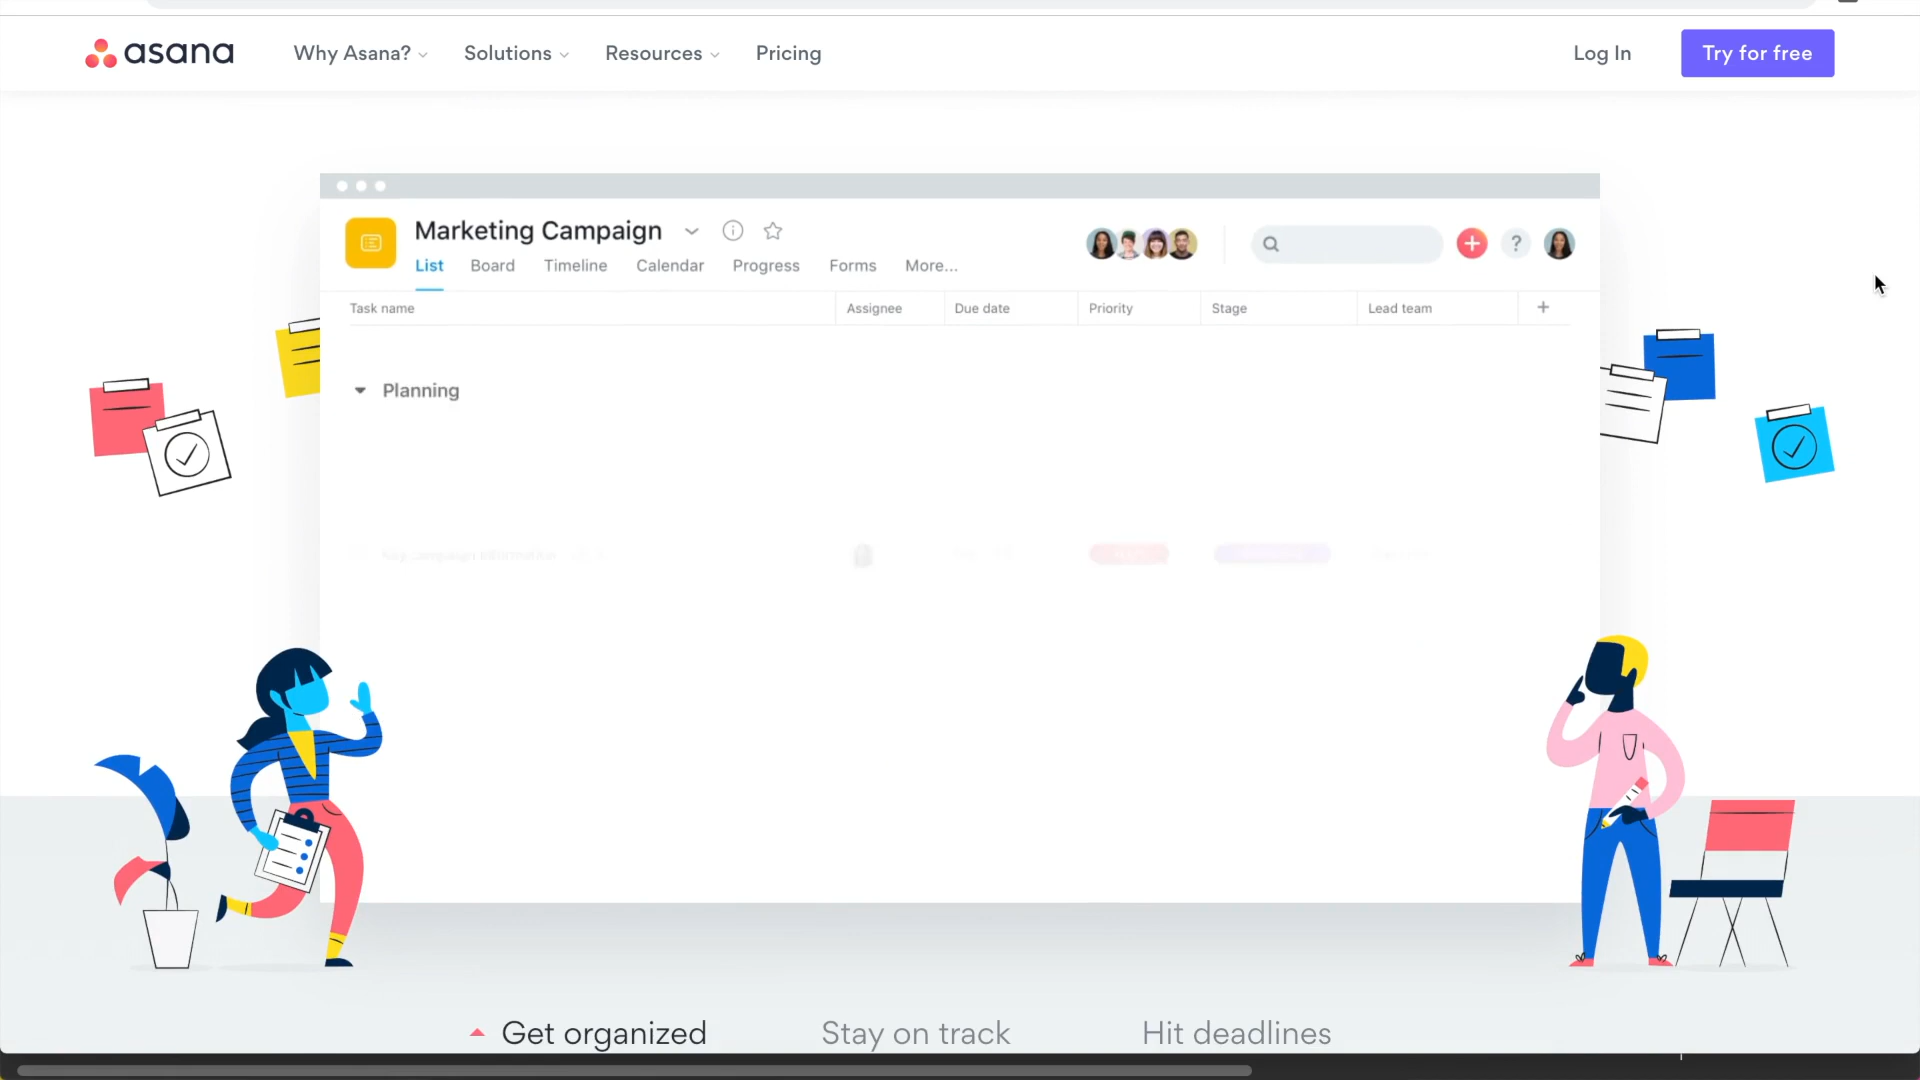 asana Why Asana? Solutions Resources Pricing Log In Try for free
Marketing Campaign
List Board Timeline Calendar Progress Forms More...
?
Task name Assignee Due date Priority Stage Lead team +
Planning
Get organized Stay on track Hit deadlines